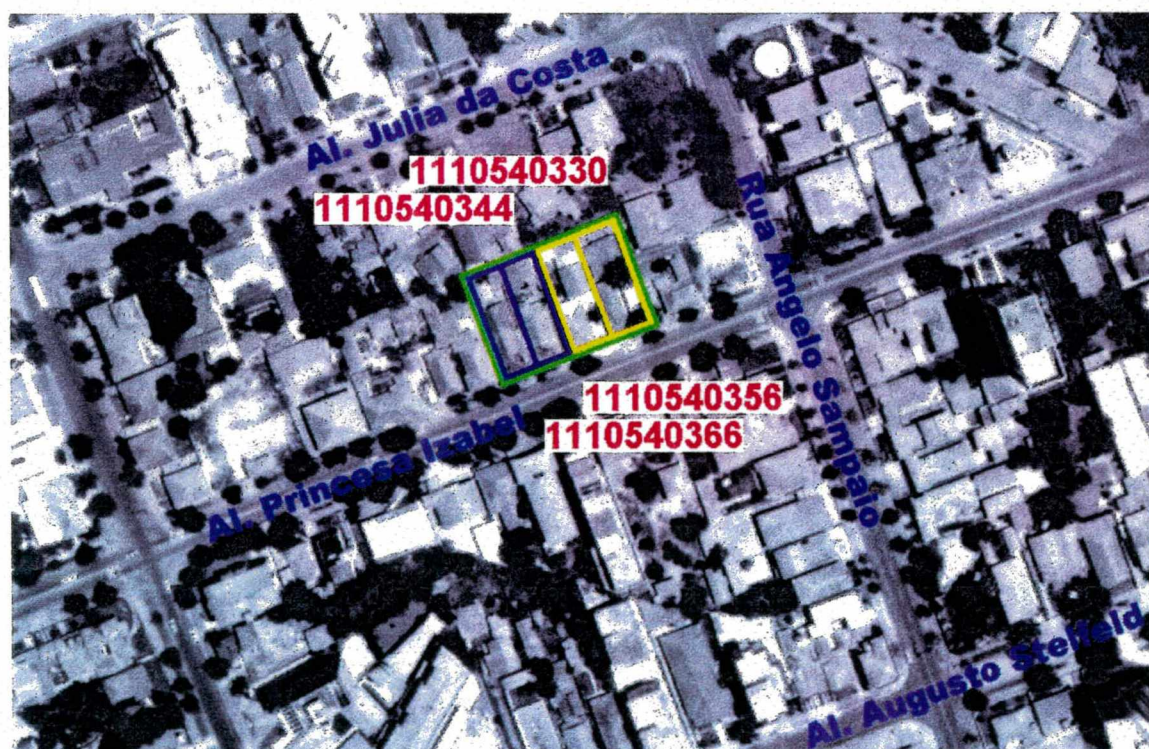 Al. Julia da Costa
1110540330
1110540344
Rua Angelo Sampaio
1110540356
1110540366
Al. Princesa Izabel
Al. Augusto Stelfeld